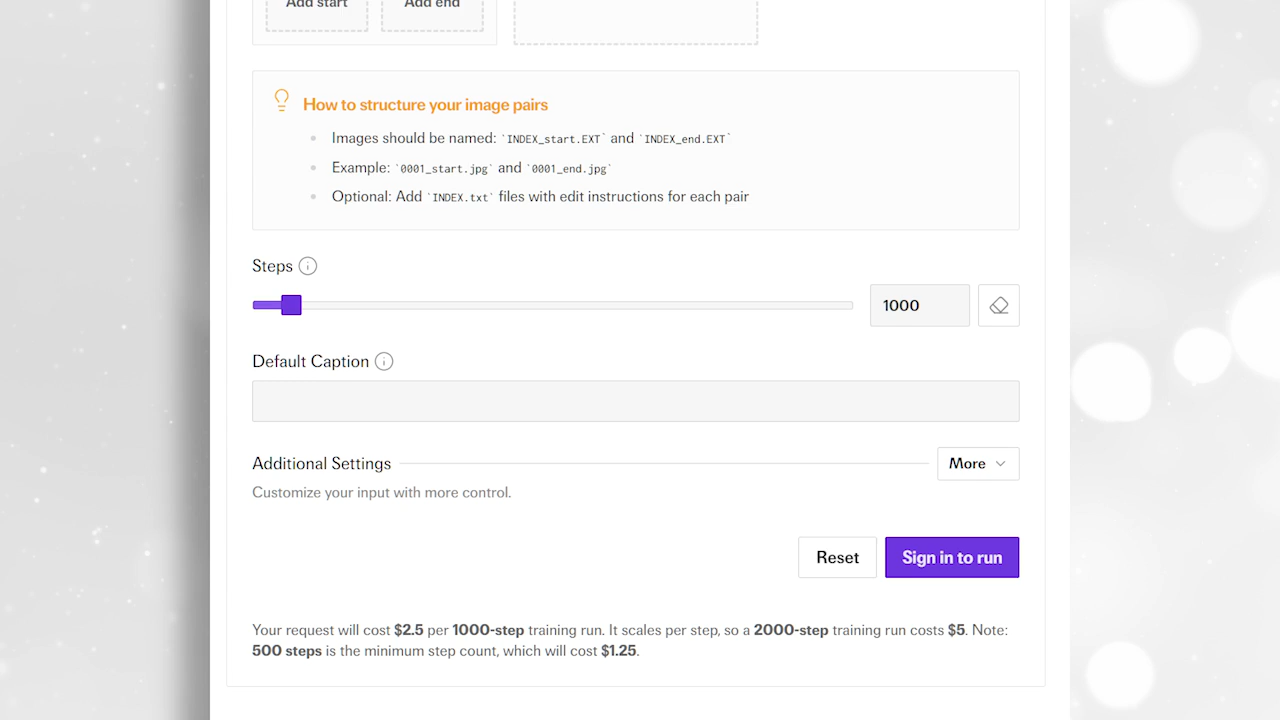 Add start
Add end
How to structure your image pairs
Images should be named: `INDEX_start.EXT` and `INDEX_end.EXT`
Example: `0001_start.jpg` and `0001_end.jpg`
Optional: Add `INDEX.txt` files with edit instructions for each pair
Steps
1000
Default Caption
Additional Settings
More
Customize your input with more control.
Reset
Sign in to run
Your request will cost $2.5 per 1000-step training run. It scales per step, so a 2000-step training run costs $5. Note:
500 steps is the minimum step count, which will cost $1.25.